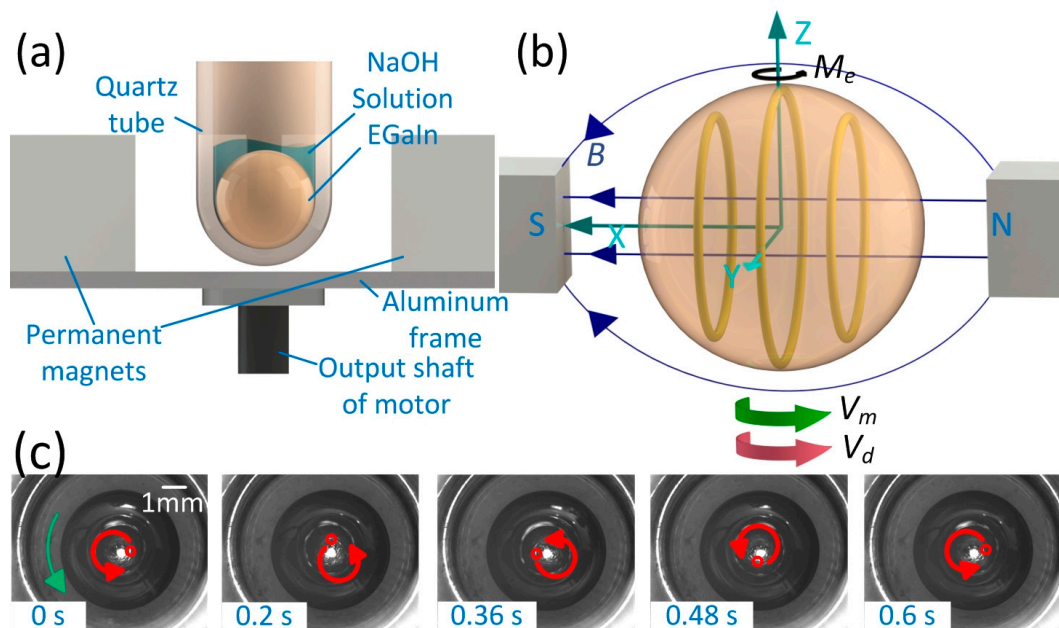 (a)
Quartz
tube
NaOH
Solution
EGaIn
Permanent
magnets
Aluminum
frame
Output shaft
of motor
(b)
Z
Mₑ
B
S
X
N
Y
Vₘ
V_d
(c)
1mm
0 s
0.2 s
0.36 s
0.48 s
0.6 s